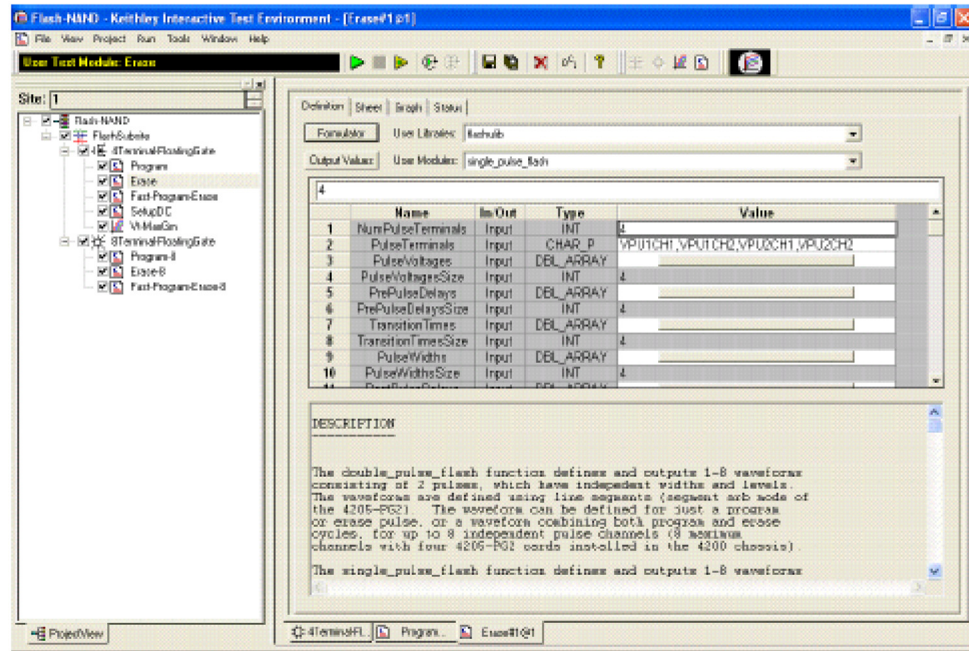 Flash-NAND - Keithley Interactive Test Environment - [Erase#1@1]
File View Project Run Tools Window Help
User Test Module: Erase
Site: 1
Flash-NAND
FlashSubsite
4TerminalFloatingGate
Program
Erase
Fast-Program-Erase
SetupDC
Vt-MaxGm
8TerminalFloatingGate
Program-8
Erase-8
Fast-Program-Erase-8
ProjectView
Definition Sheet Graph Status
Formulator User Libraries: flashulib
Output Values User Modules: single_pulse_flash
4
Name In/Out Type Value
1 NumPulseTerminals Input INT 4
2 PulseTerminals Input CHAR_P VPU1CH1,VPU1CH2,VPU2CH1,VPU2CH2
3 PulseVoltages Input DBL_ARRAY
4 PulseVoltagesSize Input INT 4
5 PrePulseDelays Input DBL_ARRAY
6 PrePulseDelaysSize Input INT 4
7 TransitionTimes Input DBL_ARRAY
8 TransitionTimesSize Input INT 4
9 PulseWidths Input DBL_ARRAY
10 PulseWidthsSize Input INT 4
DESCRIPTION
The double_pulse_flash function defines and outputs 1-8 waveforms
consisting of 2 pulses, which have indepedent widths and levels.
The waveforms are defined using line segments (segment arb mode of
the 4205-PG2). The waveform can be defined for just a program
or erase pulse, or a waveform combining both program and erase
cycles, for up to 8 independent pulse channels (8 maximum
channels with four 4205-PG2 cards installed in the 4200 chassis).
The single_pulse_flash function defines and outputs 1-8 waveforms
4TerminalFl... Program... Erase#1@1